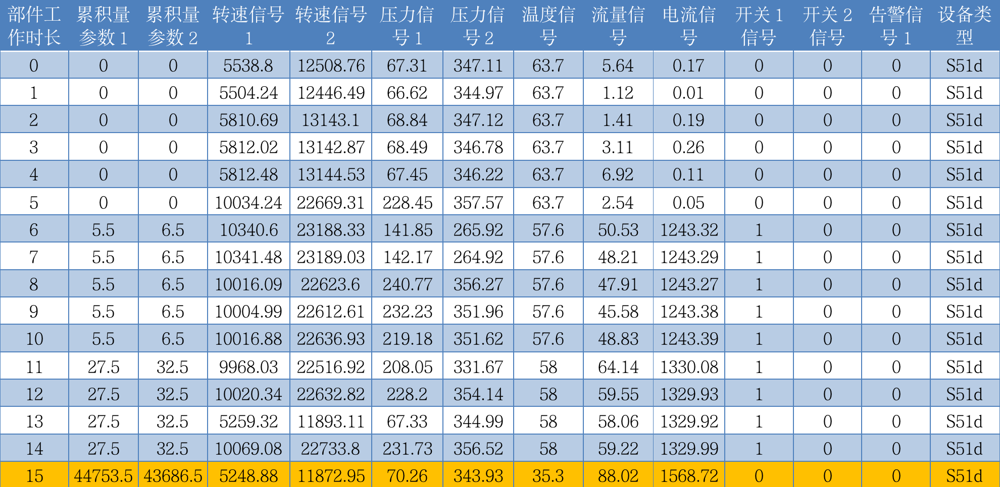 部件工作时长 累积量参数1 累积量参数2 转速信号1 转速信号2 压力信号1 压力信号2 温度信号 流量信号 电流信号 开关1信号 开关2信号 告警信号1 设备类型
0 0 0 5538.8 12508.76 67.31 347.11 63.7 5.64 0.17 0 0 0 S51d
1 0 0 5504.24 12446.49 66.62 344.97 63.7 1.12 0.01 0 0 0 S51d
2 0 0 5810.69 13143.1 68.84 347.12 63.7 1.41 0.19 0 0 0 S51d
3 0 0 5812.02 13142.87 68.49 346.78 63.7 3.11 0.26 0 0 0 S51d
4 0 0 5812.48 13144.53 67.45 346.22 63.7 6.92 0.11 0 0 0 S51d
5 0 0 10034.24 22669.31 228.45 357.57 63.7 2.54 0.05 0 0 0 S51d
6 5.5 6.5 10340.6 23188.33 141.85 265.92 57.6 50.53 1243.32 1 0 0 S51d
7 5.5 6.5 10341.48 23189.03 142.17 264.92 57.6 48.21 1243.29 1 0 0 S51d
8 5.5 6.5 10016.09 22623.6 240.77 356.27 57.6 47.91 1243.27 1 0 0 S51d
9 5.5 6.5 10004.99 22612.61 232.23 351.96 57.6 45.58 1243.38 1 0 0 S51d
10 5.5 6.5 10016.88 22636.93 219.18 351.62 57.6 48.83 1243.39 1 0 0 S51d
11 27.5 32.5 9968.03 22516.92 208.05 331.67 58 64.14 1330.08 1 0 0 S51d
12 27.5 32.5 10020.34 22632.82 228.2 354.14 58 59.55 1329.93 1 0 0 S51d
13 27.5 32.5 5259.32 11893.11 67.33 344.99 58 58.06 1329.92 1 0 0 S51d
14 27.5 32.5 10069.08 22733.8 231.73 356.52 58 59.22 1329.99 1 0 0 S51d
15 44753.5 43686.5 5248.88 11872.95 70.26 343.93 35.3 88.02 1568.72 0 0 0 S51d